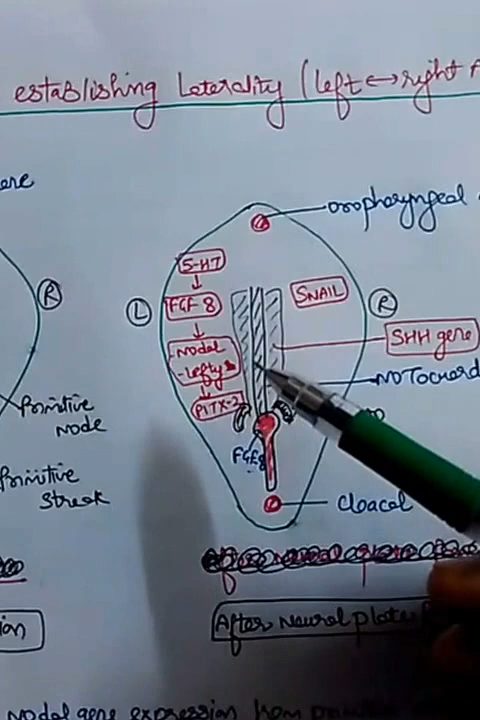 establishing Laterality (left ↔ right
oropharyngeal
5-HT
FGF-8
SNAIL
R
L
R
Nodal
-Lefty
SHH gene
PITX-2
NOTOCHORD
Primitive
Node
FGF8
Primitive
Streak
Cloacal
After Neural plate
Nodal gene expression from